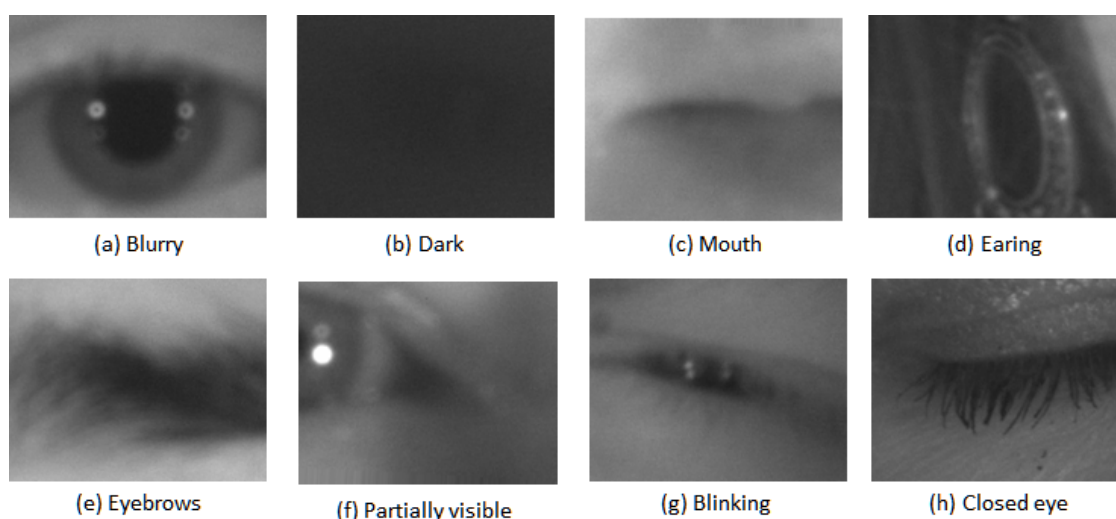 (a) Blurry
(b) Dark
(c) Mouth
(d) Earing
(e) Eyebrows
(f) Partially visible
(g) Blinking
(h) Closed eye